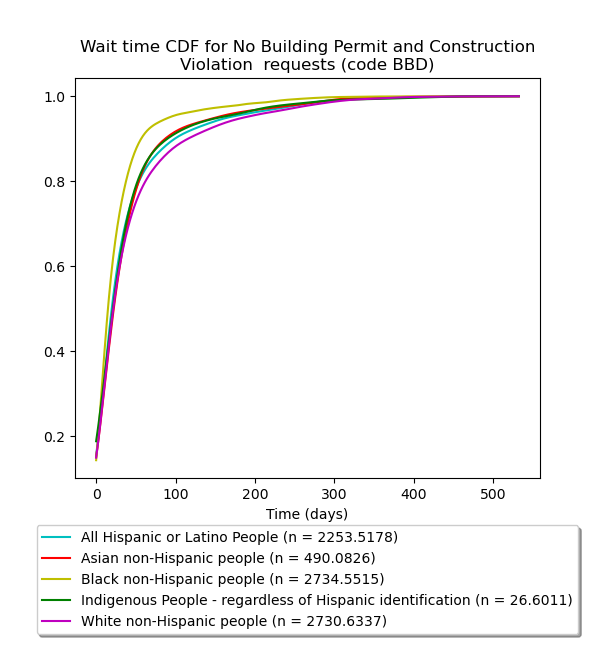 Wait time CDF for No Building Permit and Construction
Violation  requests (code BBD)
1.0
0.8
0.6
0.4
0.2
0 100 200 300 400 500
Time (days)
All Hispanic or Latino People (n = 2253.5178)
Asian non-Hispanic people (n = 490.0826)
Black non-Hispanic people (n = 2734.5515)
Indigenous People - regardless of Hispanic identification (n = 26.6011)
White non-Hispanic people (n = 2730.6337)